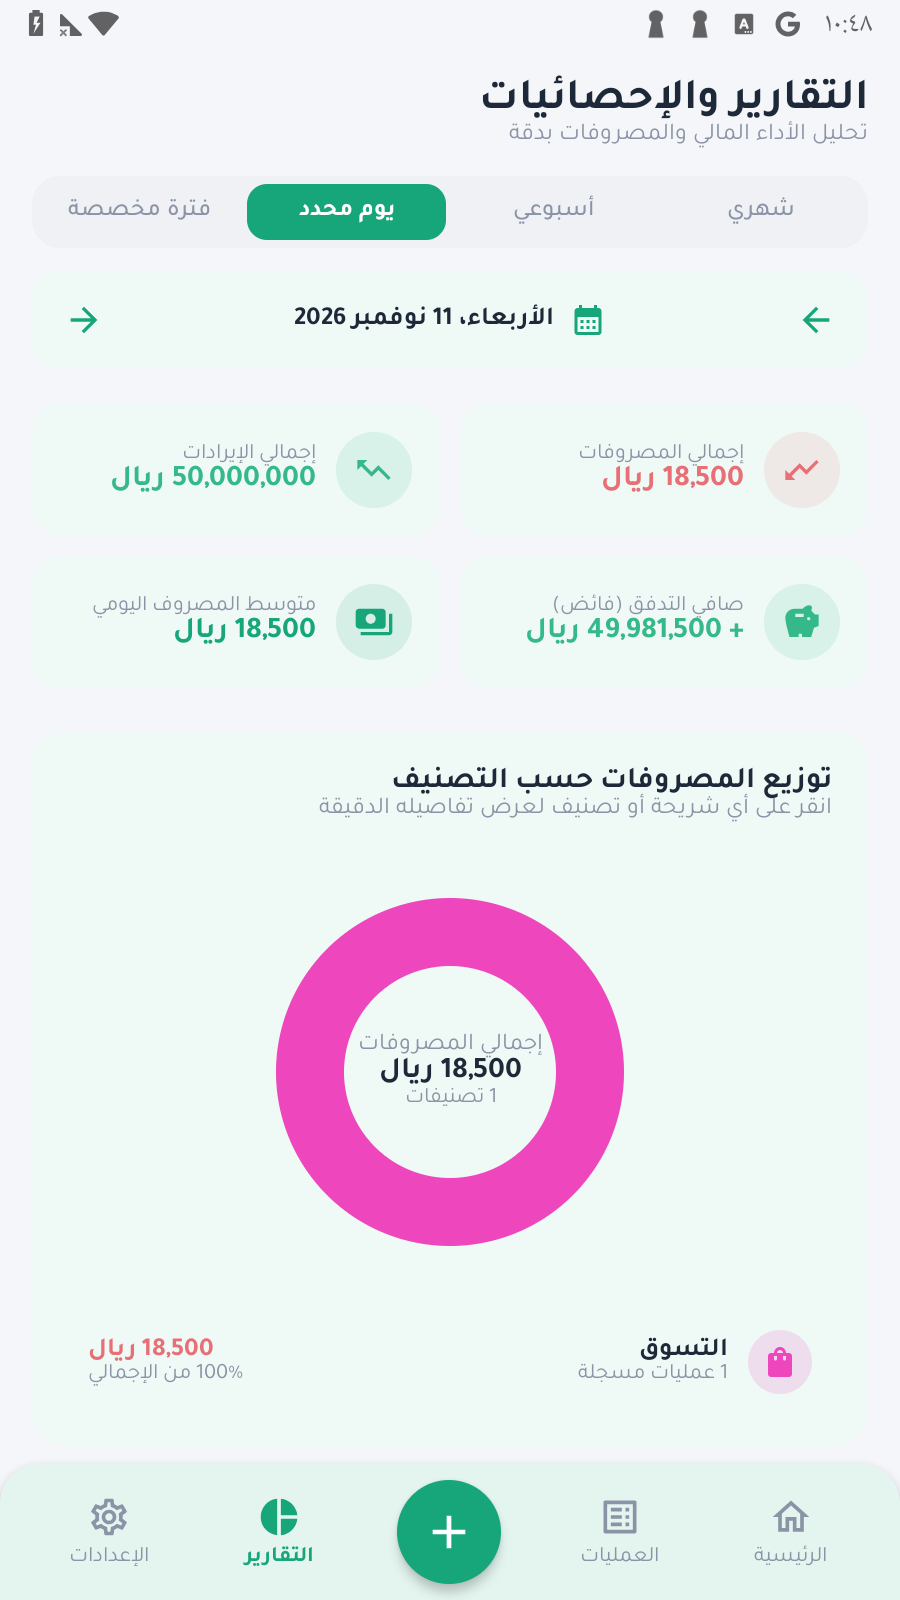 ١٠:٤٨
التقارير والإحصائيات
تحليل الأداء المالي والمصروفات بدقة
شهري
أسبوعي
يوم محدد
فترة مخصصة
الأربعاء، 11 نوفمبر 2026
إجمالي المصروفات
18,500 ريال
إجمالي الإيرادات
50,000,000 ريال
صافي التدفق (فائض)
+ 49,981,500 ريال
متوسط المصروف اليومي
18,500 ريال
توزيع المصروفات حسب التصنيف
انقر على أي شريحة أو تصنيف لعرض تفاصيله الدقيقة
إجمالي المصروفات
18,500 ريال
1 تصنيفات
التسوق
1 عمليات مسجلة
18,500 ريال
100% من الإجمالي
الرئيسية
العمليات
التقارير
الإعدادات